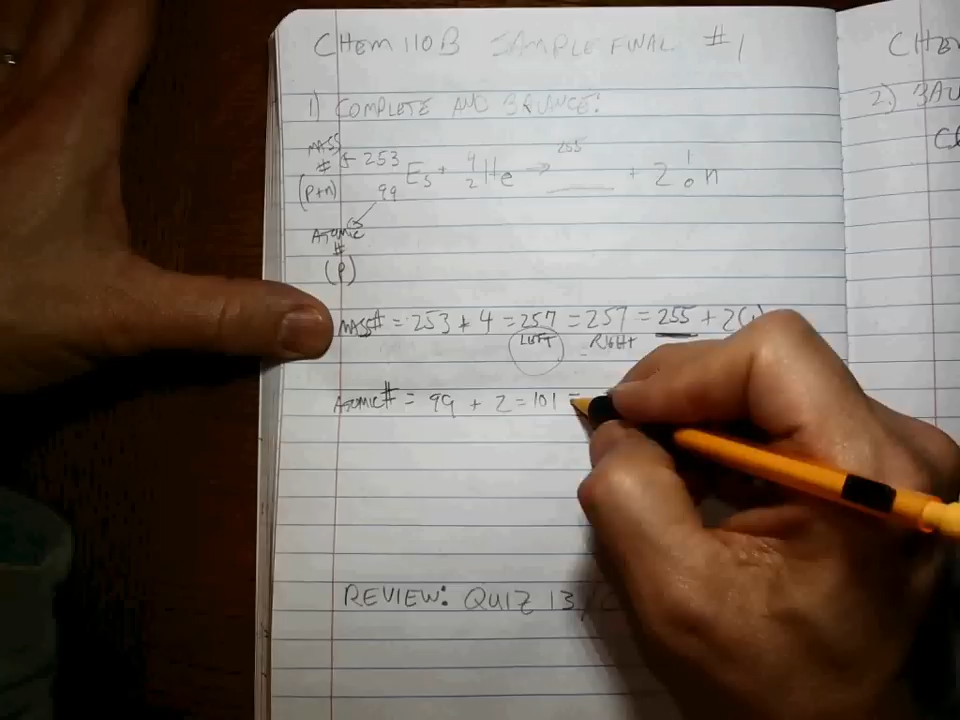 CHEM 110B SAMPLE FINAL #1
1) COMPLETE AND BALANCE:
MASS # (p+n)
253 99 Es + 4 2 He → 255 ____ + 2 1 0 n
ATOMIC # (p)
MASS# = 253 + 4 = 257 = 257 = 255 + 2(
LEFT RIGHT
ATOMIC# = 99 + 2 = 101 =
REVIEW: QUIZ 13/
2.)